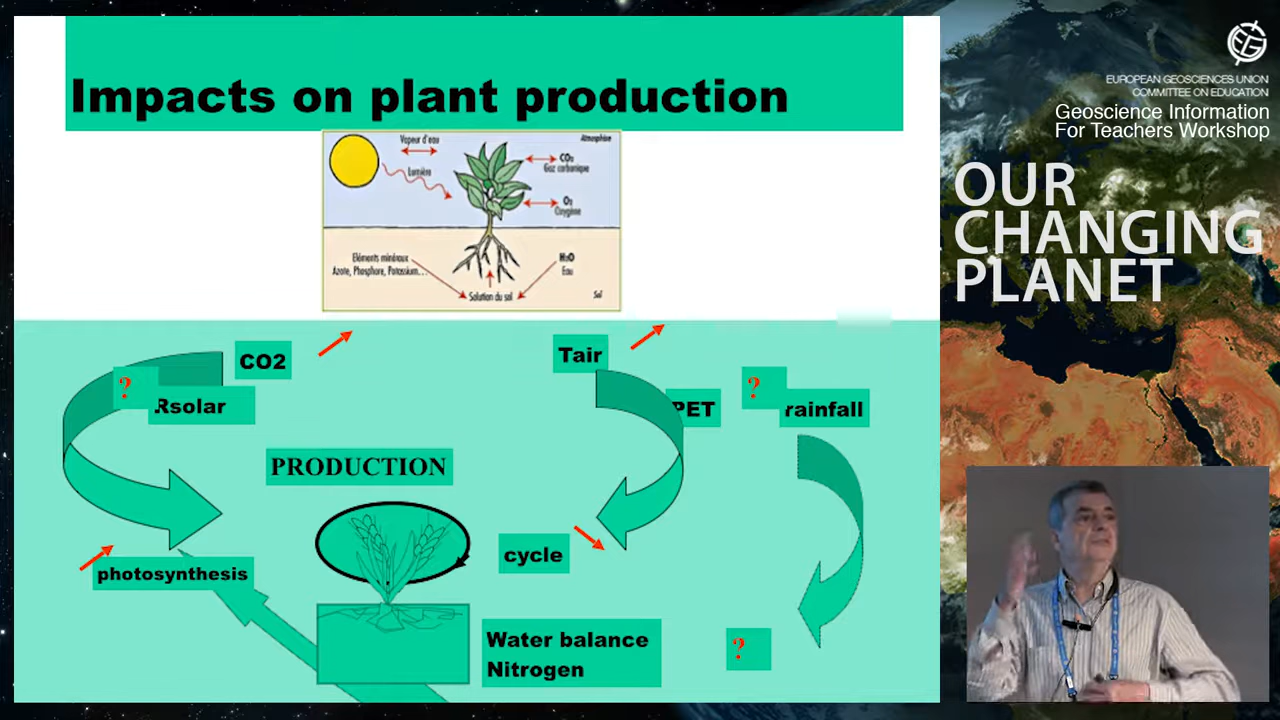 Impacts on plant production
Vapeur d'eau
Atmosphère
Lumière
CO₂
Gaz carbonique
O₂
Oxygène
Eléments minéraux
Azote, Phosphore, Potassium...
H₂O
Eau
Solution du sol
Sol
CO2
Tair
?
Rsolar
PET
?
rainfall
PRODUCTION
cycle
photosynthesis
Water balance
Nitrogen
?
EGU
EUROPEAN GEOSCIENCES UNION
COMMITTEE ON EDUCATION
Geoscience Information
For Teachers Workshop
OUR
CHANGING
PLANET